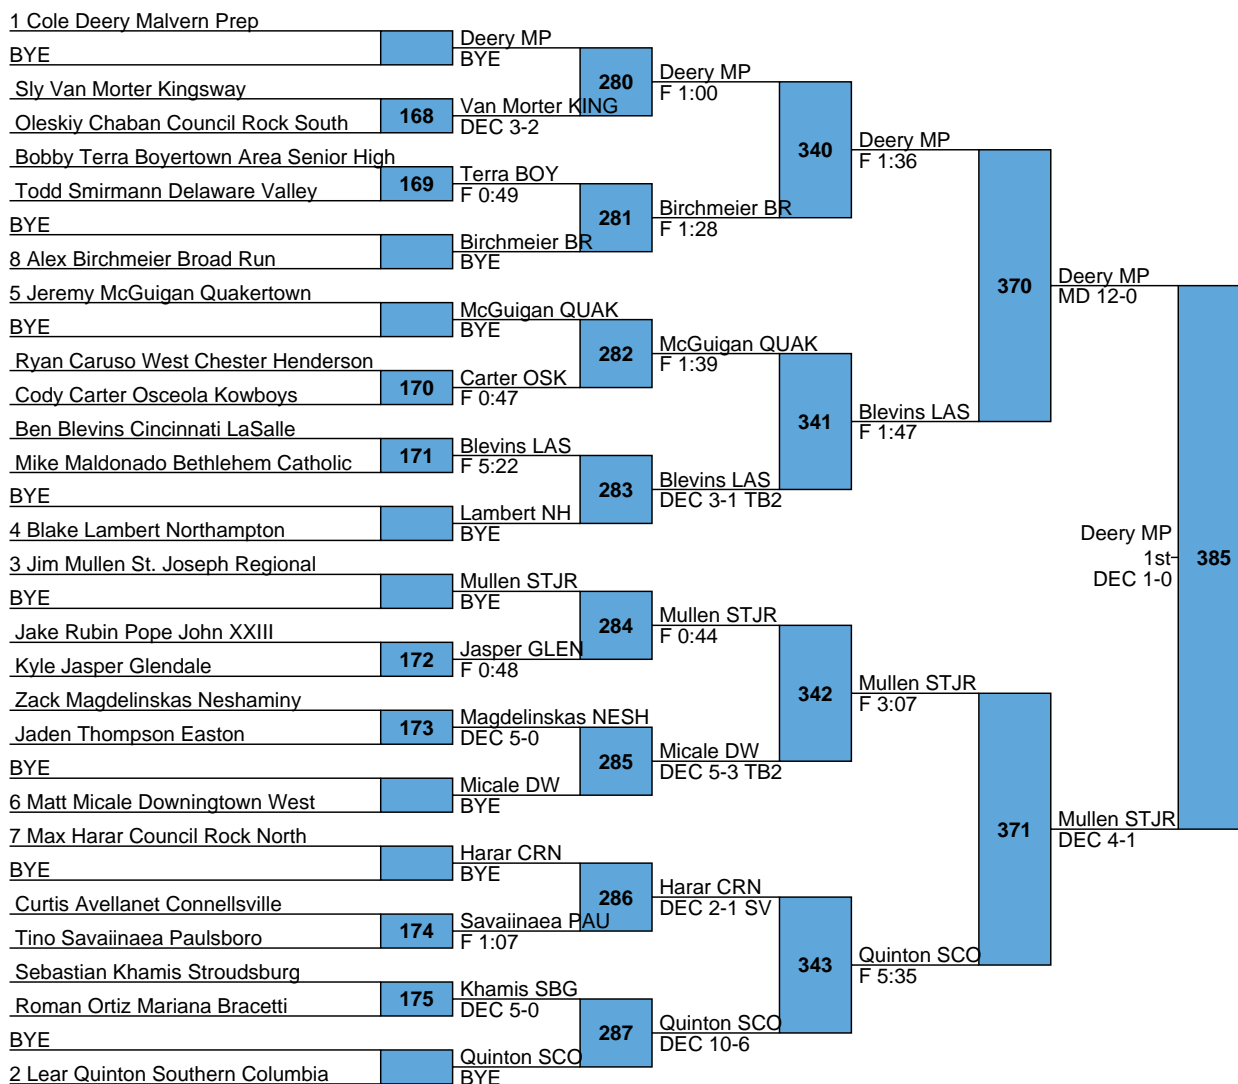 1 Cole Deery Malvern Prep
BYE
Sly Van Morter Kingsway
Oleskiy Chaban Council Rock South
Bobby Terra Boyertown Area Senior High
Todd Smirmann Delaware Valley
BYE
8 Alex Birchmeier Broad Run
5 Jeremy McGuigan Quakertown
BYE
Ryan Caruso West Chester Henderson
Cody Carter Osceola Kowboys
Ben Blevins Cincinnati LaSalle
Mike Maldonado Bethlehem Catholic
BYE
4 Blake Lambert Northampton
3 Jim Mullen St. Joseph Regional
BYE
Jake Rubin Pope John XXIII
Kyle Jasper Glendale
Zack Magdelinskas Neshaminy
Jaden Thompson Easton
BYE
6 Matt Micale Downingtown West
7 Max Harar Council Rock North
BYE
Curtis Avellanet Connellsville
Tino Savaiinaea Paulsboro
Sebastian Khamis Stroudsburg
Roman Ortiz Mariana Bracetti
BYE
2 Lear Quinton Southern Columbia
168
169
170
171
172
173
174
175
Deery MP
BYE
Van Morter KING
DEC 3-2
Terra BOY
F 0:49
Birchmeier BR
BYE
McGuigan QUAK
BYE
Carter OSK
F 0:47
Blevins LAS
F 5:22
Lambert NH
BYE
Mullen STJR
BYE
Jasper GLEN
F 0:48
Magdelinskas NESH
DEC 5-0
Micale DW
BYE
Harar CRN
BYE
Savaiinaea PAU
F 1:07
Khamis SBG
DEC 5-0
Quinton SCO
BYE
280
281
282
283
284
285
286
287
Deery MP
F 1:00
Birchmeier BR
F 1:28
McGuigan QUAK
F 1:39
Blevins LAS
DEC 3-1 TB2
Mullen STJR
F 0:44
Micale DW
DEC 5-3 TB2
Harar CRN
DEC 2-1 SV
Quinton SCO
DEC 10-6
340
341
342
343
Deery MP
F 1:36
Blevins LAS
F 1:47
Mullen STJR
F 3:07
Quinton SCO
F 5:35
370
371
Deery MP
MD 12-0
Mullen STJR
DEC 4-1
Deery MP
1st
DEC 1-0
385